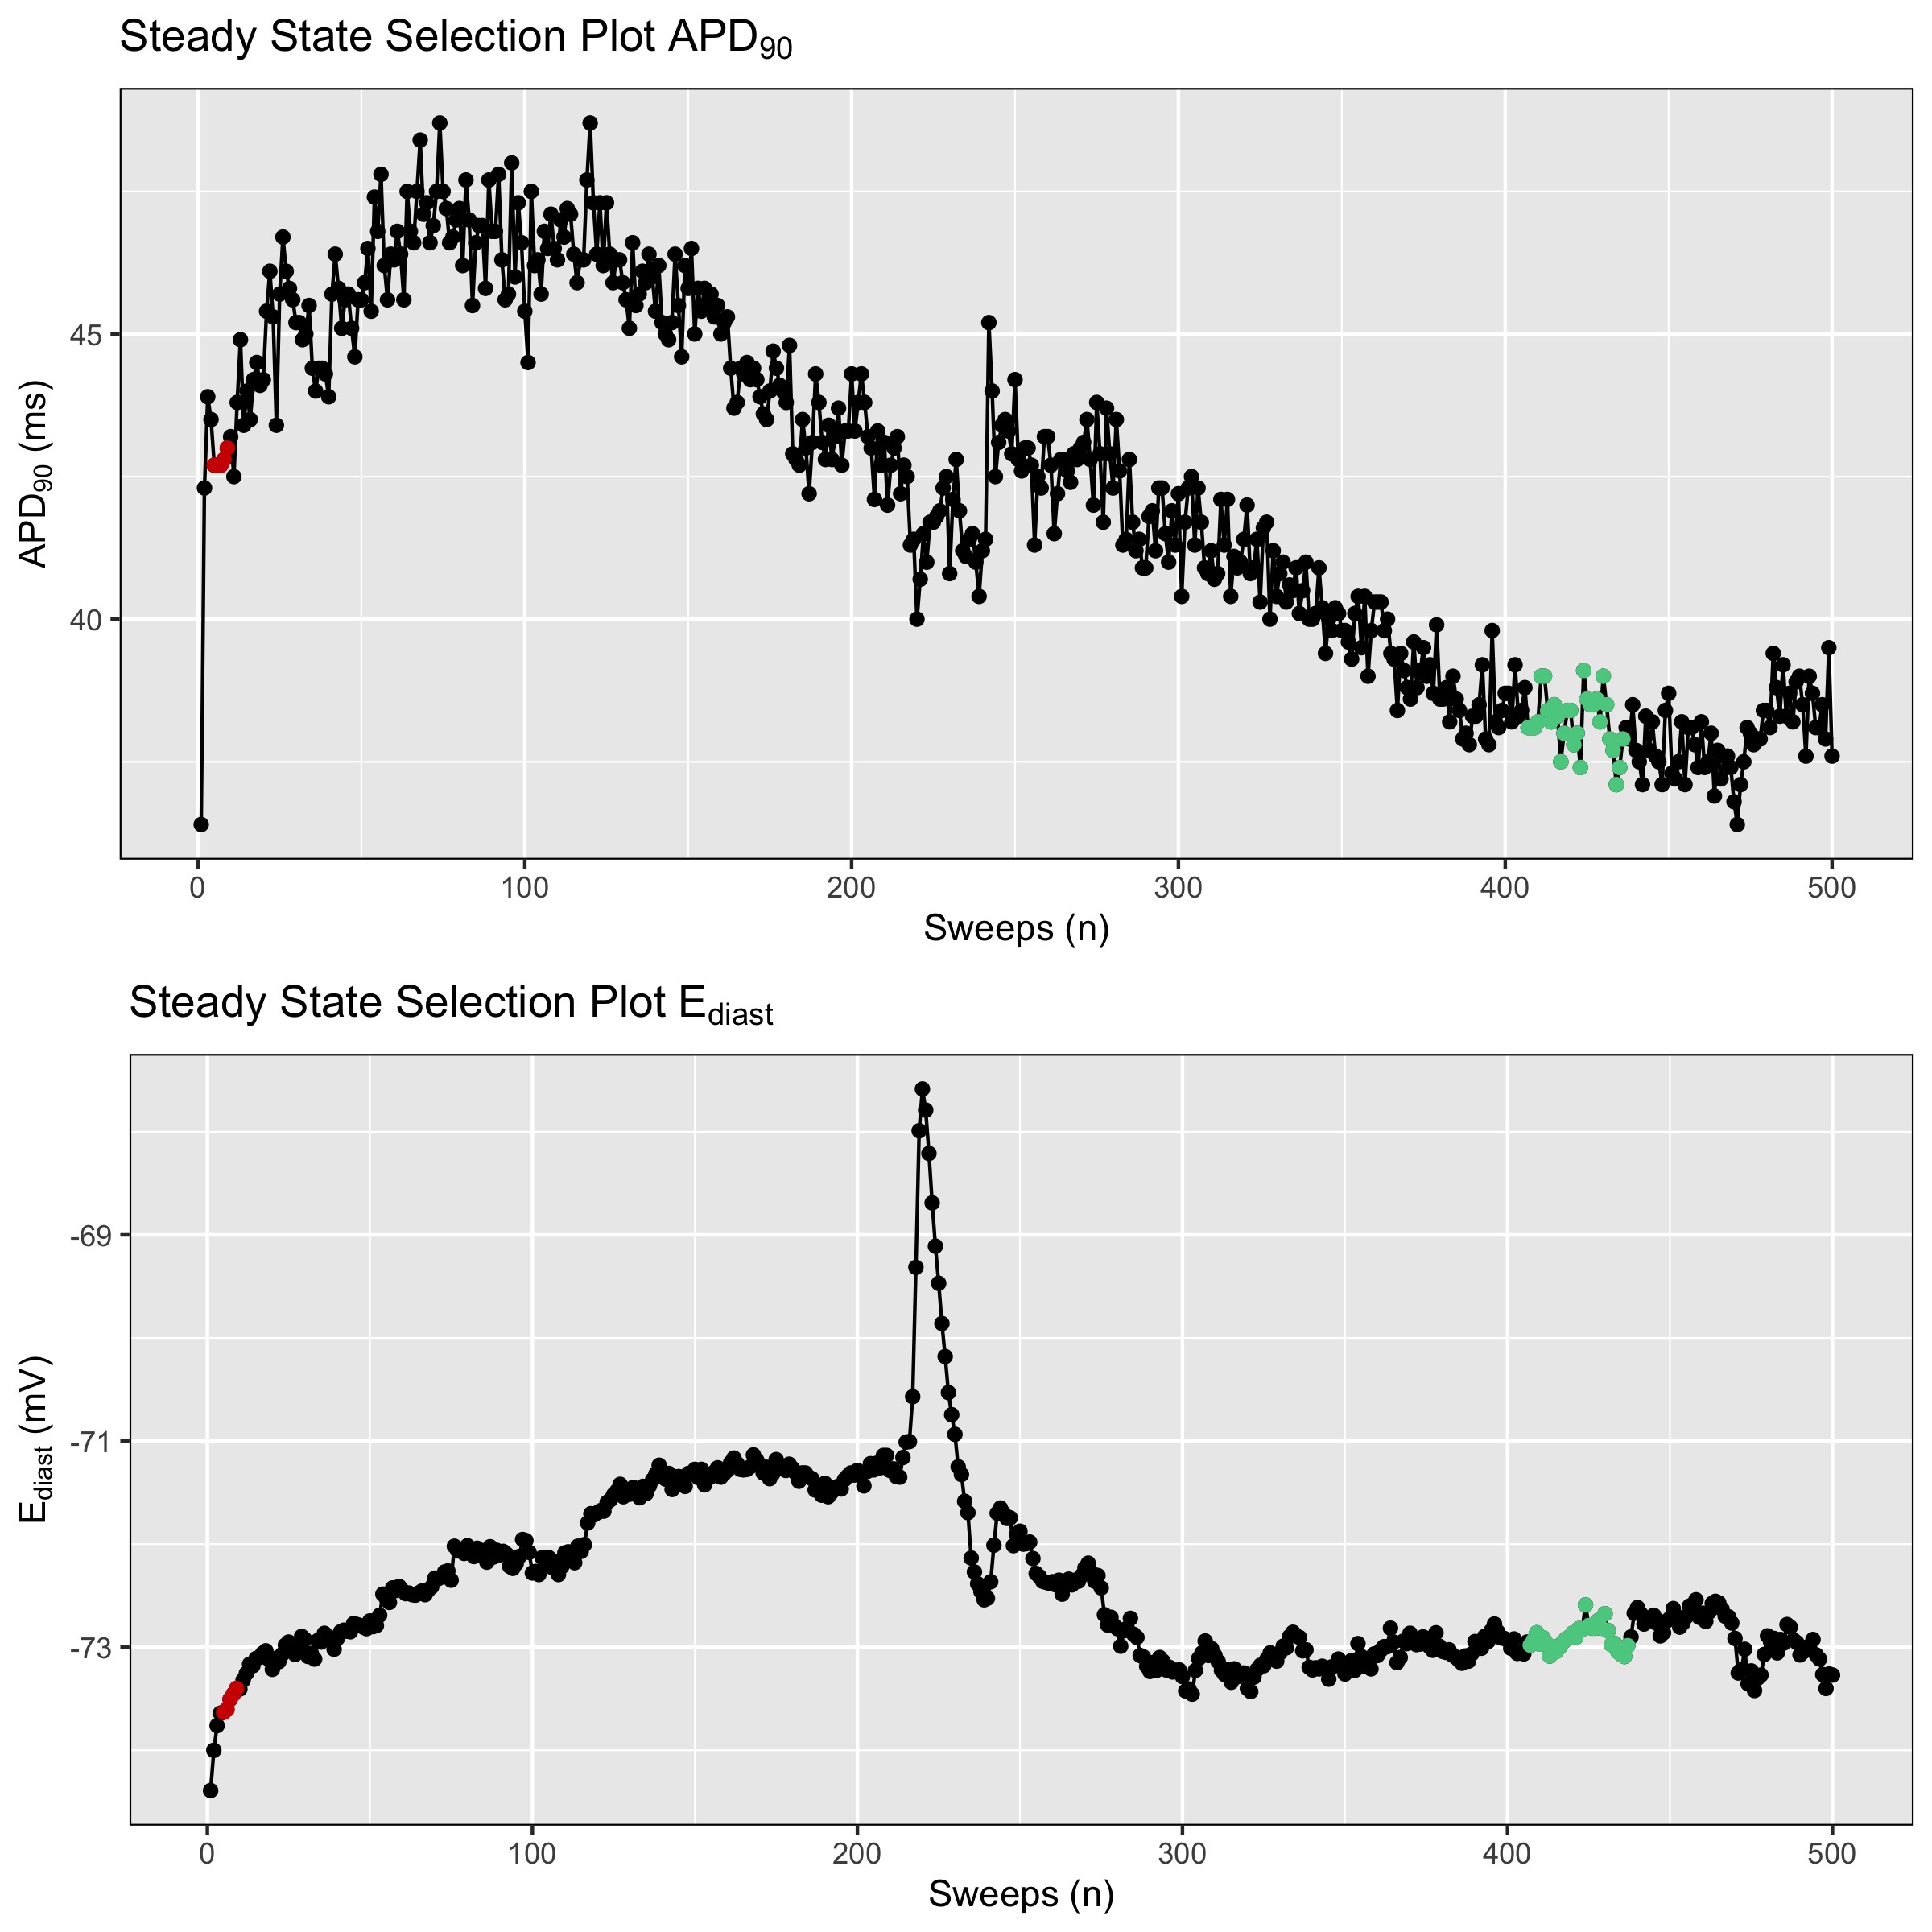 Steady State Selection Plot APD90
45
40
APD90 (ms)
0 100 200 300 400 500
Sweeps (n)
Steady State Selection Plot Ediast
-69
-71
-73
Ediast (mV)
0 100 200 300 400 500
Sweeps (n)